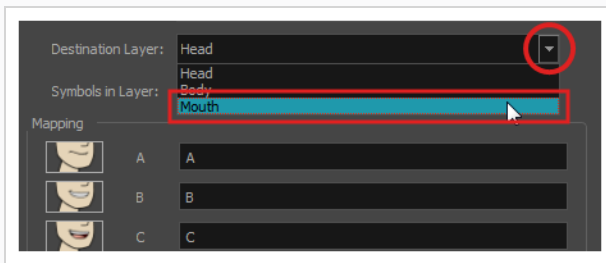 Destination Layer: Head
Head
Symbols in Layer: Body
Mouth
Mapping
A A
B B
C C